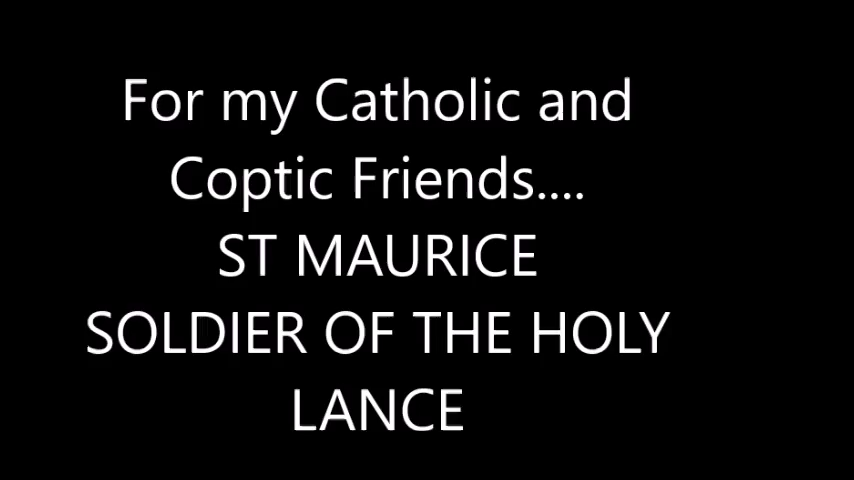 For my Catholic and
Coptic Friends....
ST MAURICE
SOLDIER OF THE HOLY
LANCE